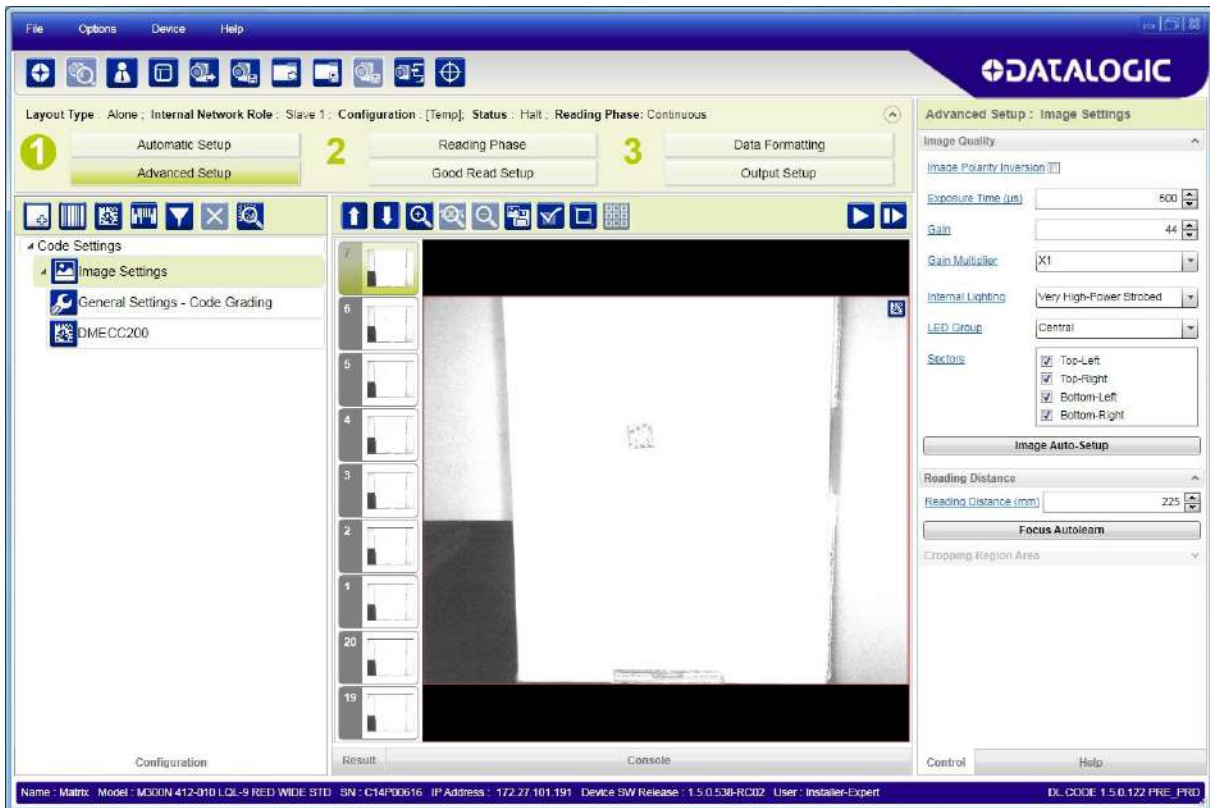 File Options Device Help
DATALOGIC
Layout Type : Alone ; Internal Network Role : Slave 1 ; Configuration : [Temp]; Status : Halt ; Reading Phase: Continuous
1 Automatic Setup
Advanced Setup
2 Reading Phase
Good Read Setup
3 Data Formatting
Output Setup
Code Settings
Image Settings
General Settings - Code Grading
DMECC200
Configuration
7
6
5
4
3
2
1
20
19
Result Console
Advanced Setup : Image Settings
Image Quality
Image Polarity Inversion
Exposure Time (µs) 500
Gain 44
Gain Multiplier X1
Internal Lighting Very High-Power Strobed
LED Group Central
Sectors Top-Left
Top-Right
Bottom-Left
Bottom-Right
Image Auto-Setup
Reading Distance
Reading Distance (mm) 225
Focus Autolearn
Cropping Region Area
Control Help
Name : Matrix Model : M300N 412-010 LQL-9 RED WIDE STD SN : C14P00616 IP Address : 172.27.101.191 Device SW Release : 1.5.0.538-RC02 User : Installer-Expert DL.CODE 1.5.0.122 PRE_PRD